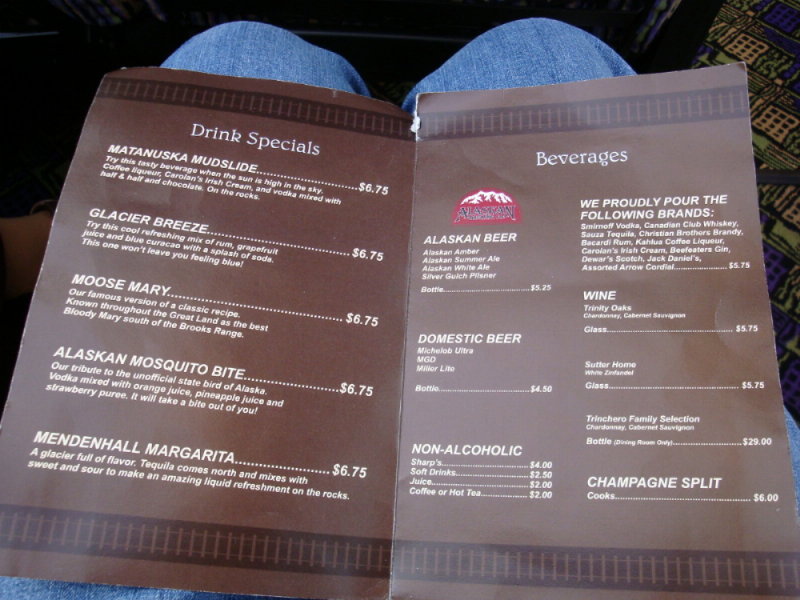 Drink Specials
MATANUSKA MUDSLIDE..................$6.75
Try this tasty beverage when the sun is high in the sky.
Coffee liqueur, Carolan's Irish Cream, and vodka mixed with
half & half and chocolate. On the rocks.
GLACIER BREEZE..................$6.75
Try this cool refreshing mix of rum, grapefruit
juice and blue curacao with a splash of soda.
This one won't leave you feeling blue!
MOOSE MARY..................$6.75
Our famous version of a classic recipe.
Known throughout the Great Land as the best
Bloody Mary south of the Brooks Range.
ALASKAN MOSQUITO BITE..................$6.75
Our tribute to the unofficial state bird of Alaska.
Vodka mixed with orange juice, pineapple juice and
strawberry puree. It will take a bite out of you!
MENDENHALL MARGARITA..................$6.75
A glacier full of flavor. Tequila comes north and mixes with
sweet and sour to make an amazing liquid refreshment on the rocks.
Beverages
ALASKAN
ALASKAN BEER
Alaskan Amber
Alaskan Summer Ale
Alaskan White Ale
Silver Gulch Pilsner
Bottle..................$5.25
DOMESTIC BEER
Michelob Ultra
MGD
Miller Lite
Bottle..................$4.50
NON-ALCOHOLIC
Sharp's..................$4.00
Soft Drinks..................$2.50
Juice..................$2.00
Coffee or Hot Tea..................$2.00
WE PROUDLY POUR THE
FOLLOWING BRANDS:
Smirnoff Vodka, Canadian Club Whiskey,
Sauza Tequila, Christian Brothers Brandy,
Bacardi Rum, Kahlua Coffee Liqueur,
Carolan's Irish Cream, Beefeaters Gin,
Dewar's Scotch, Jack Daniel's,
Assorted Arrow Cordial..................$5.75
WINE
Trinity Oaks
Chardonnay, Cabernet Sauvignon
Glass..................$5.75
Sutter Home
White Zinfandel
Glass..................$5.75
Trinchero Family Selection
Chardonnay, Cabernet Sauvignon
Bottle (Dining Room Only)..................$29.00
CHAMPAGNE SPLIT
Cooks..................$6.00